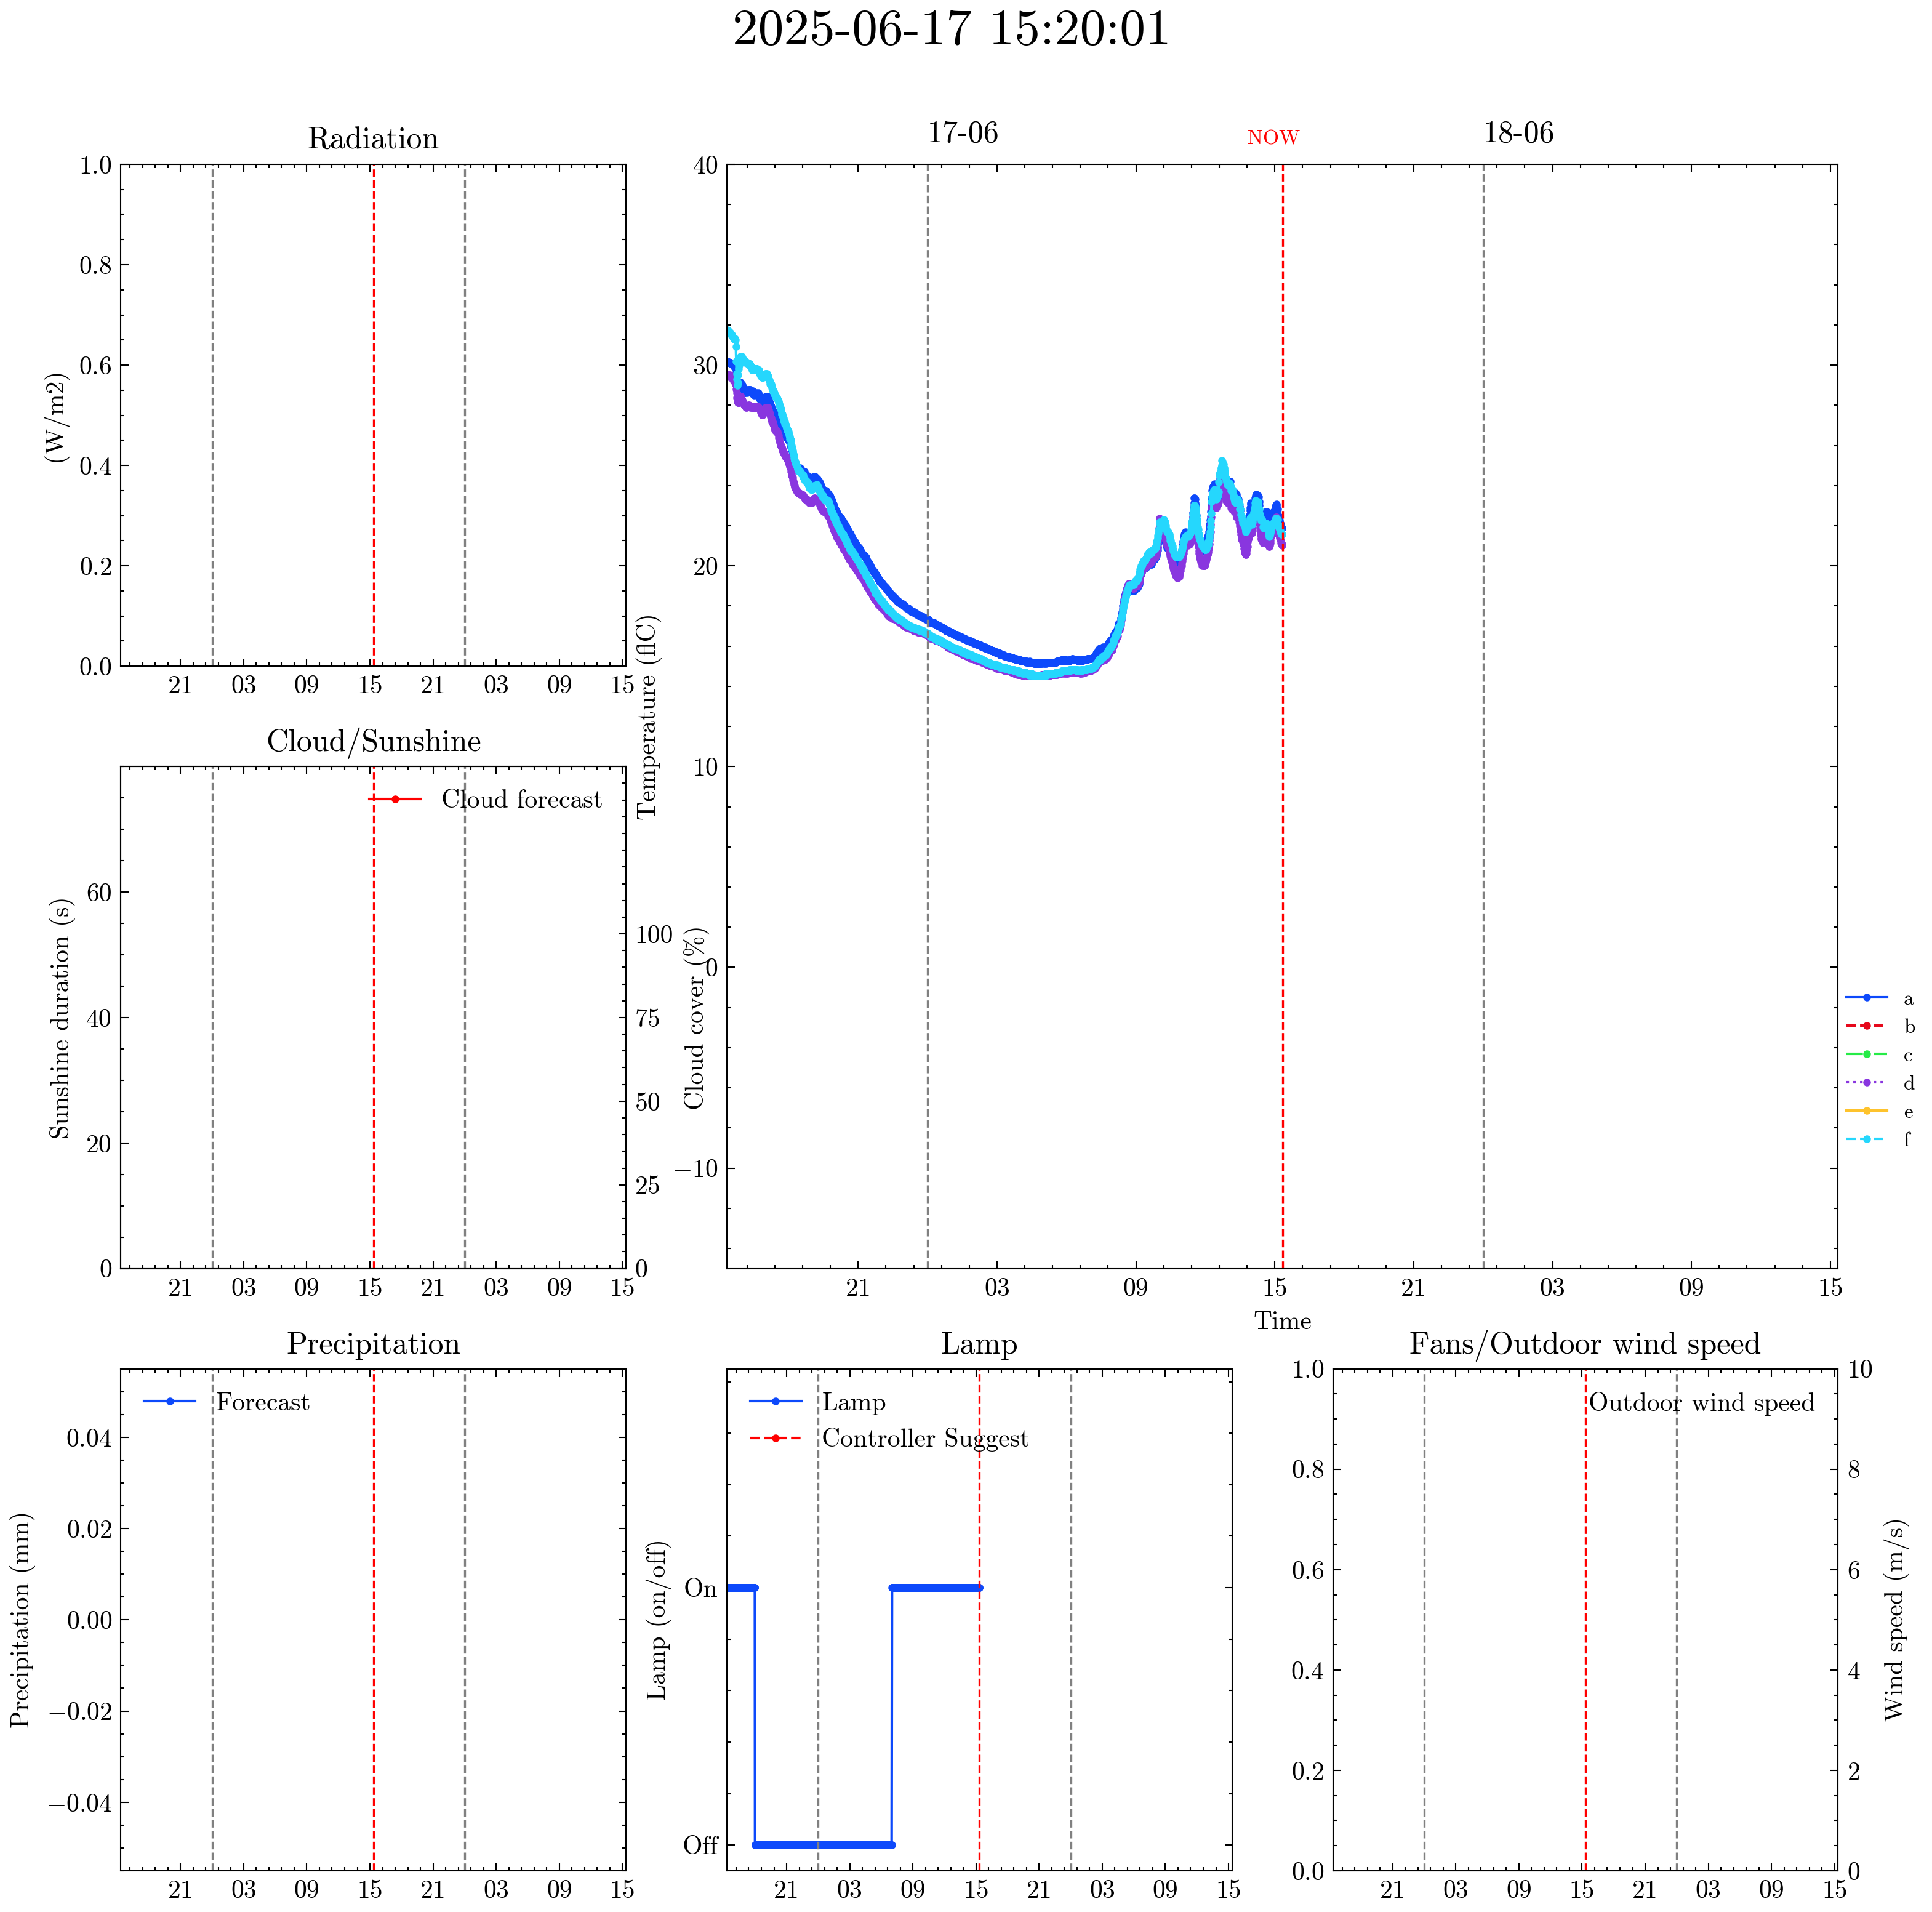 2025-06-17 15:20:01
Radiation
(W/m2)
1.0
0.8
0.6
0.4
0.2
0.0
21 03 09 15 21 03 09 15
17-06
NOW
18-06
Temperature (flC)
40
30
20
10
0
−10
21 03 09 15 21 03 09 15
Time
a
b
c
d
e
f
Cloud/Sunshine
Cloud forecast
Sunshine duration (s)
60
40
20
0
Cloud cover (%)
100
75
50
25
0
21 03 09 15 21 03 09 15
Precipitation
Forecast
Precipitation (mm)
0.04
0.02
0.00
−0.02
−0.04
21 03 09 15 21 03 09 15
Lamp
Lamp
Controller Suggest
Lamp (on/off)
On
Off
21 03 09 15 21 03 09 15
Fans/Outdoor wind speed
Outdoor wind speed
1.0
0.8
0.6
0.4
0.2
0.0
10
8
6
4
2
0
Wind speed (m/s)
21 03 09 15 21 03 09 15